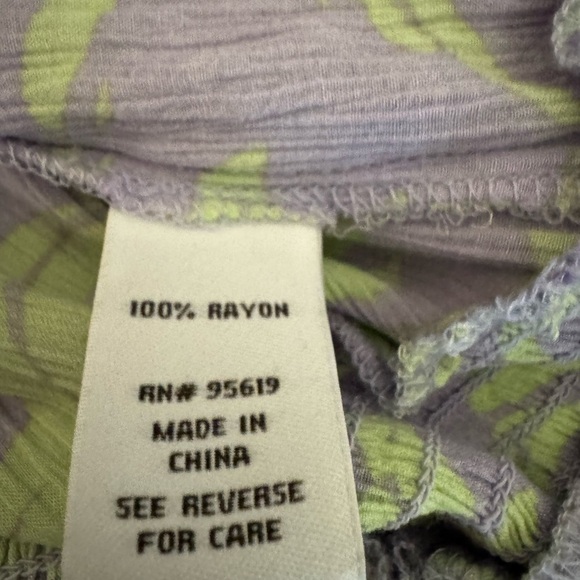 100% RAYON
RN# 95619
MADE IN
CHINA
SEE REVERSE
FOR CARE